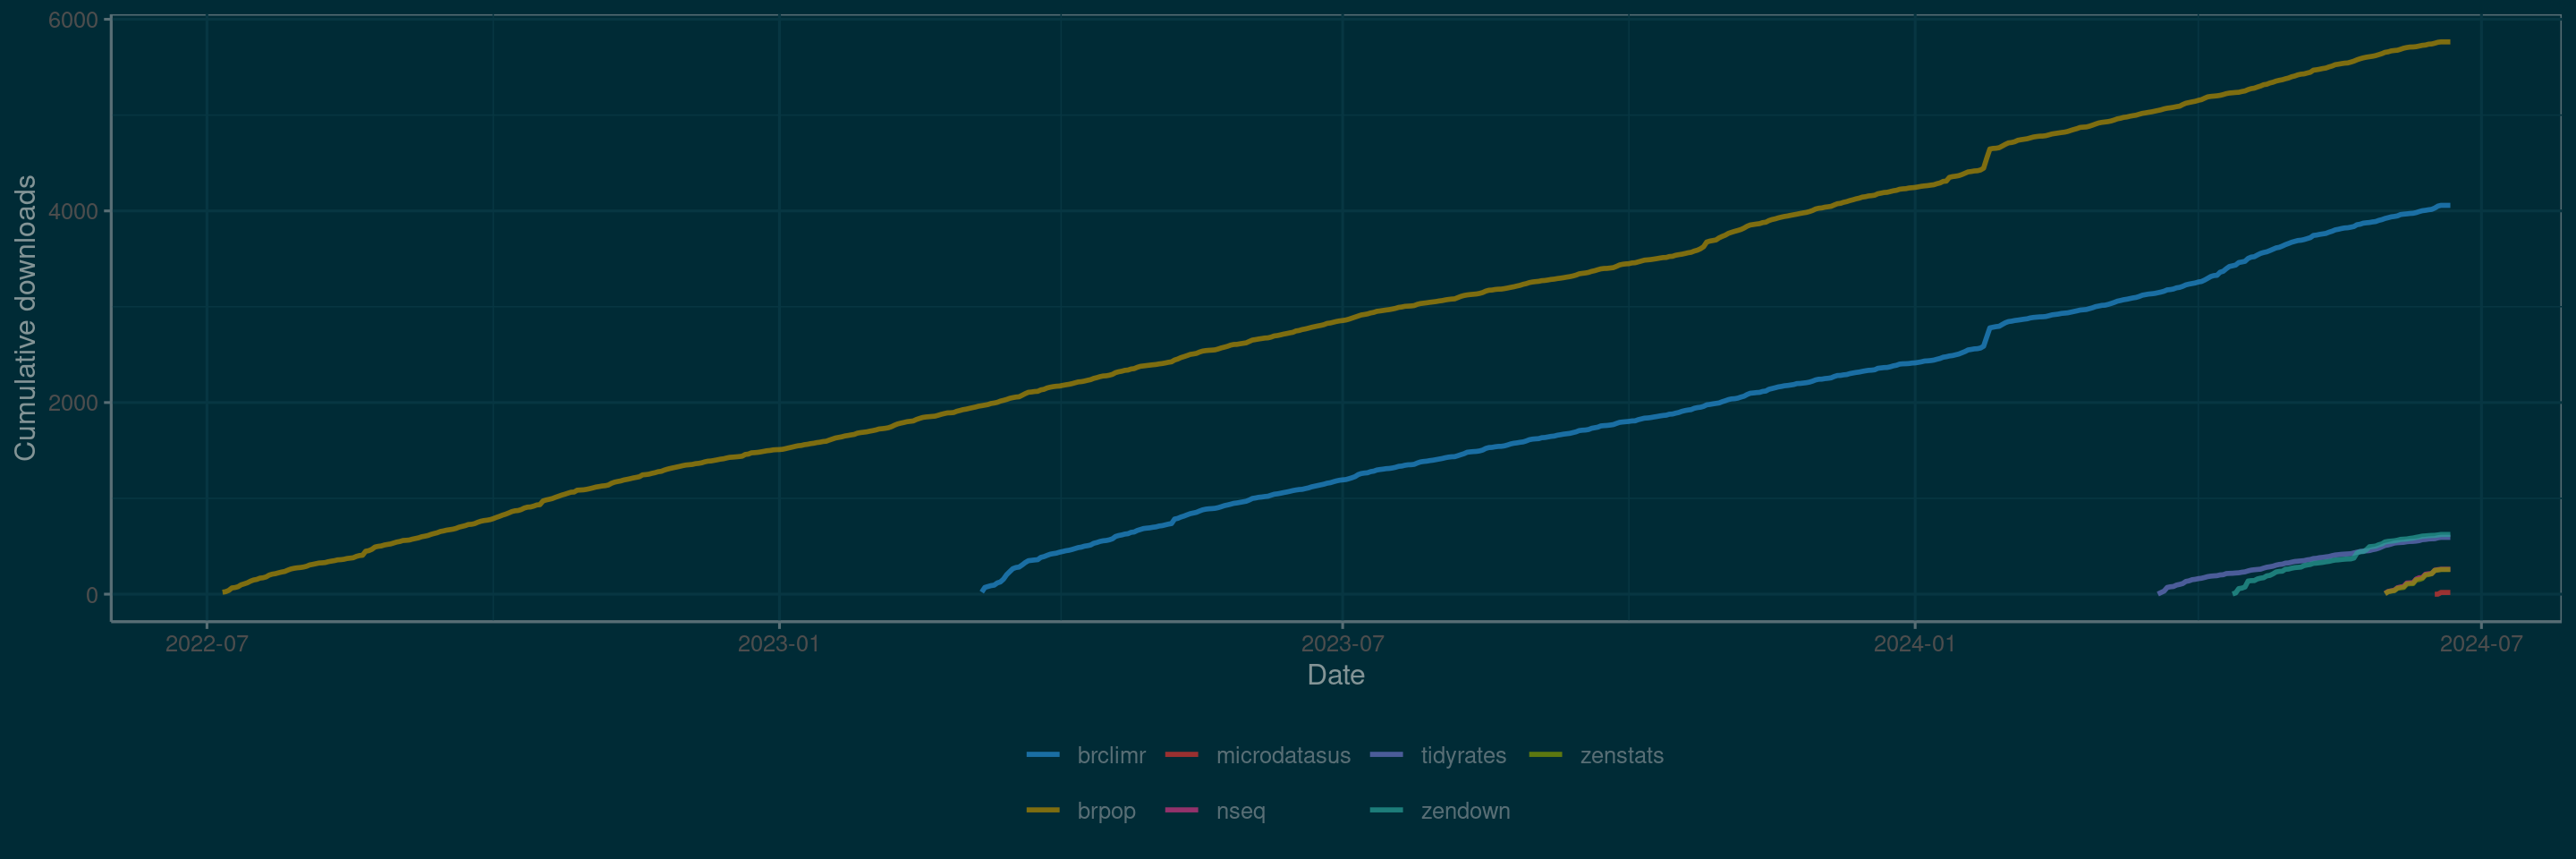 Cumulative downloads
6000
4000
2000
0
2022-07 2023-01 2023-07 2024-01 2024-07
Date
brclimr microdatasus tidyrates zenstats
brpop nseq zendown